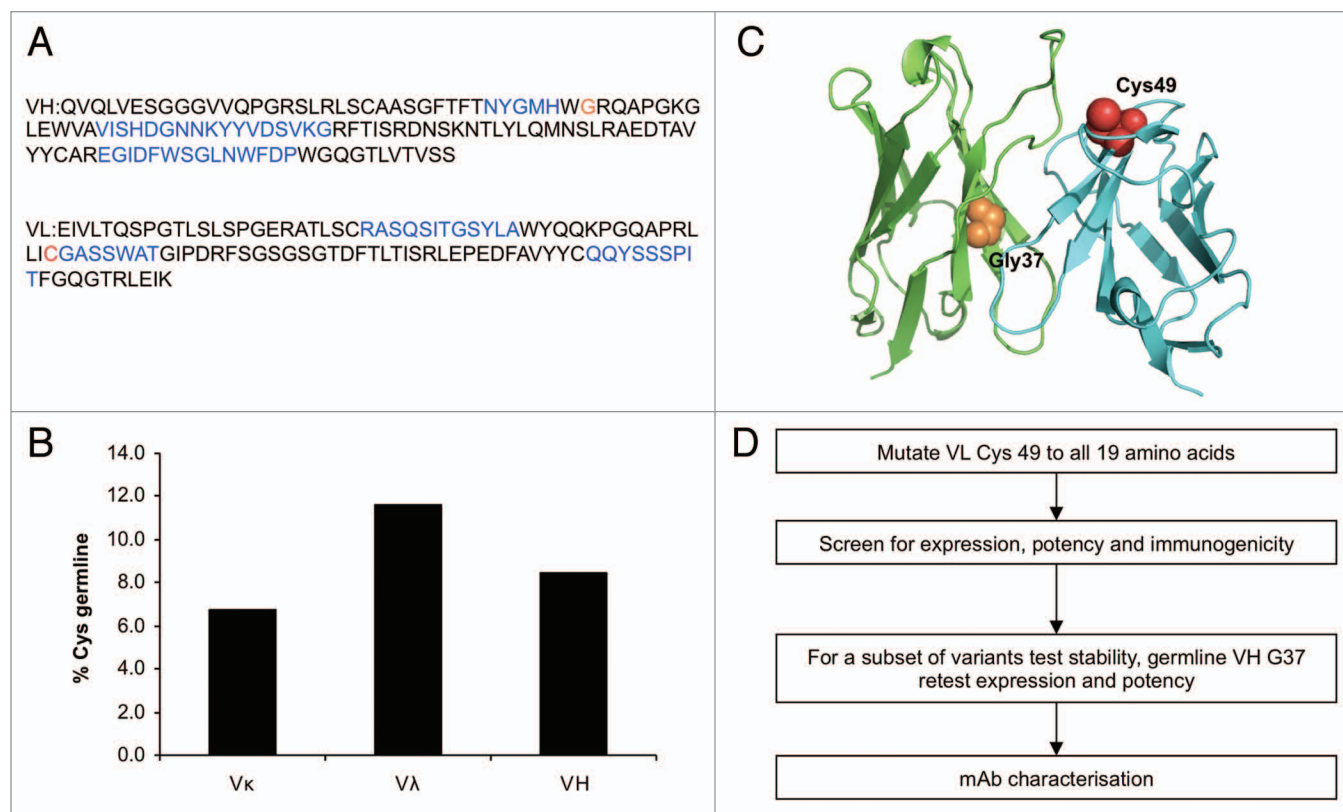 A
VH:QVQLVESGGGVVQPGRSLRLSCAASGFTFTNYGMHWGRQAPGKG
LEWVAVISHDGNNKYYVDSVKGRFTISRDNSKNTLYLQMNSLRAEDTAV
YYCAREGIDFWSGLNWFDPWGQGTLVTVSS
VL:EIVLTQSPGTLSLSPGERATLSCRASQSITGSYLAWYQQKPGQAPRL
LICGASSWATGIPDRFSGSGSGTDFTLTISRLEPEDFAVYYCQQYSSSPI
TFGQGTRLEIK
C
Cys49
Gly37
B
% Cys germline
14.0
12.0
10.0
8.0
6.0
4.0
2.0
0.0
Vκ
Vλ
VH
D
Mutate VL Cys 49 to all 19 amino acids
Screen for expression, potency and immunogenicity
For a subset of variants test stability, germline VH G37
retest expression and potency
mAb characterisation